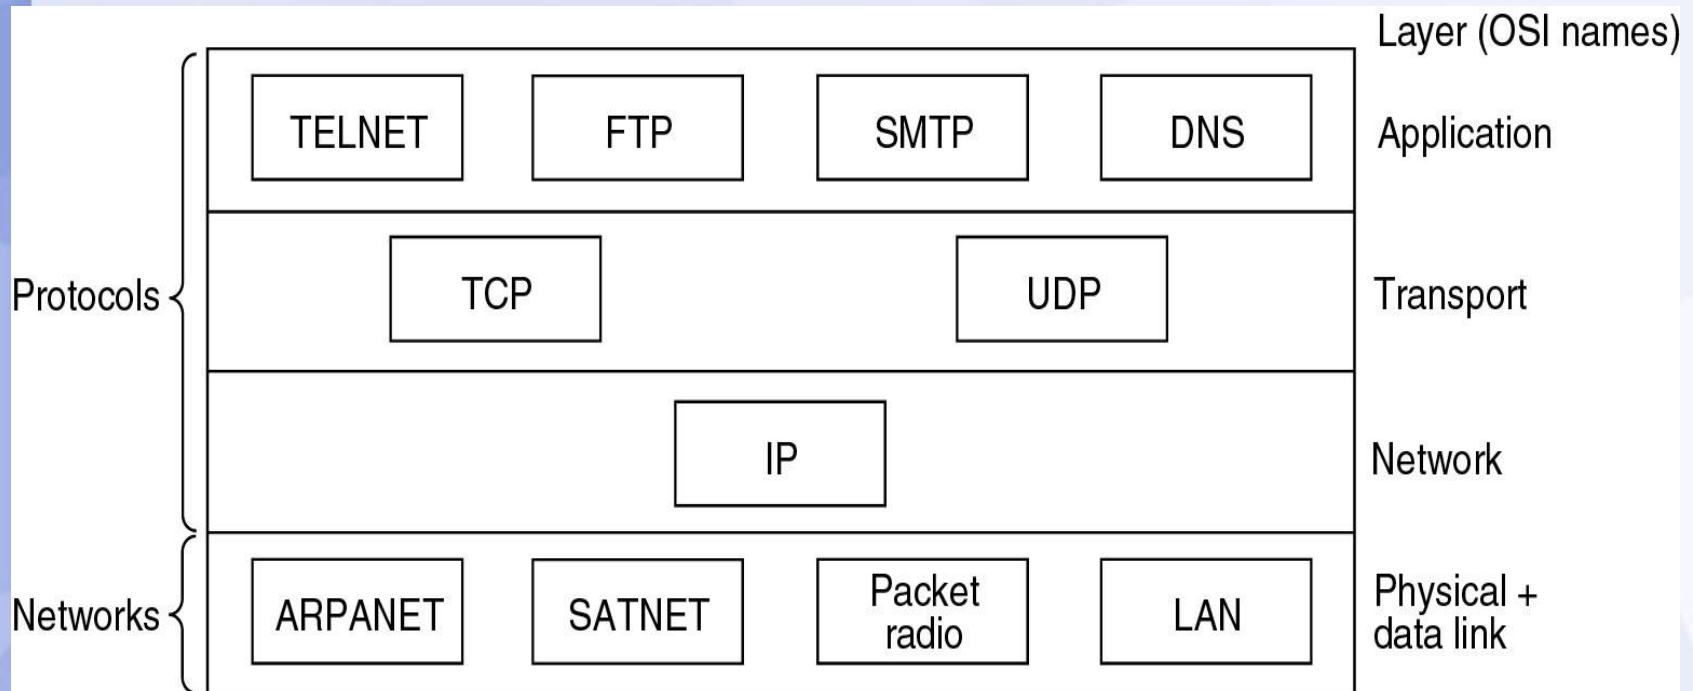 Layer (OSI names)
TELNET FTP SMTP DNS Application
Protocols TCP UDP Transport
IP Network
Networks ARPANET SATNET Packet radio LAN Physical +
data link